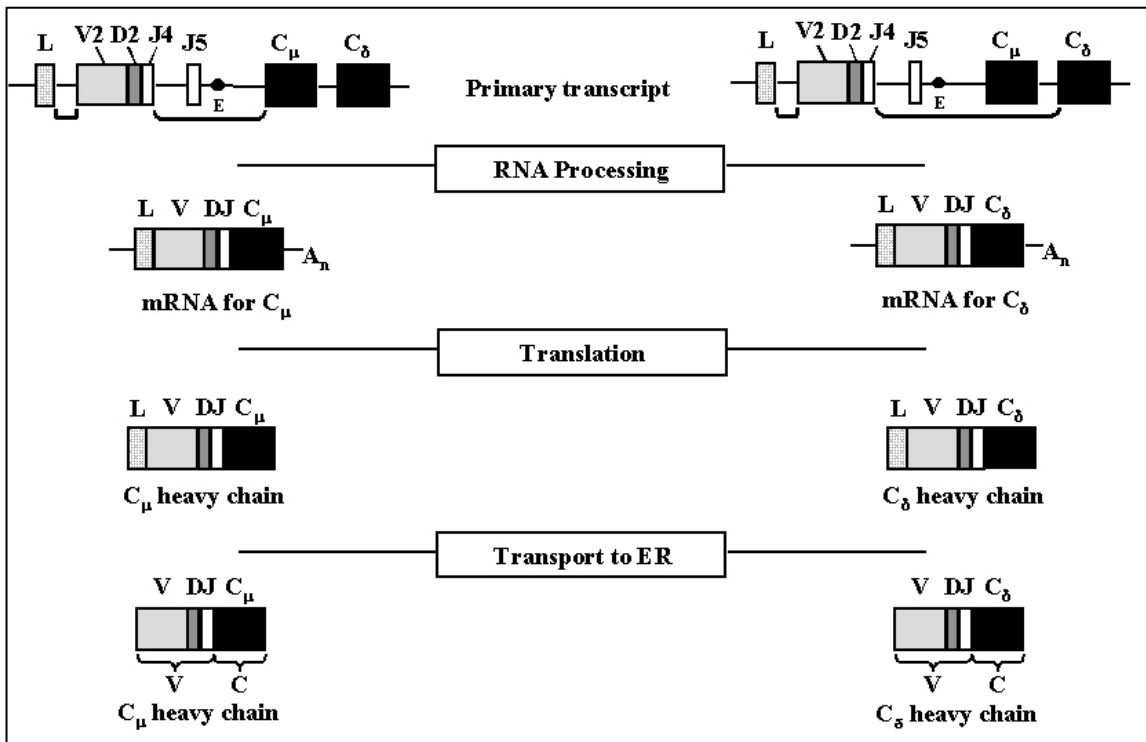 L V2 D2 J4 J5 Cμ Cδ
E
Primary transcript
L V2 D2 J4 J5 Cμ Cδ
E
RNA Processing
L V DJ Cμ
An
mRNA for Cμ
L V DJ Cδ
An
mRNA for Cδ
Translation
L V DJ Cμ
Cμ heavy chain
L V DJ Cδ
Cδ heavy chain
Transport to ER
V DJ Cμ
V C
Cμ heavy chain
V DJ Cδ
V C
Cδ heavy chain